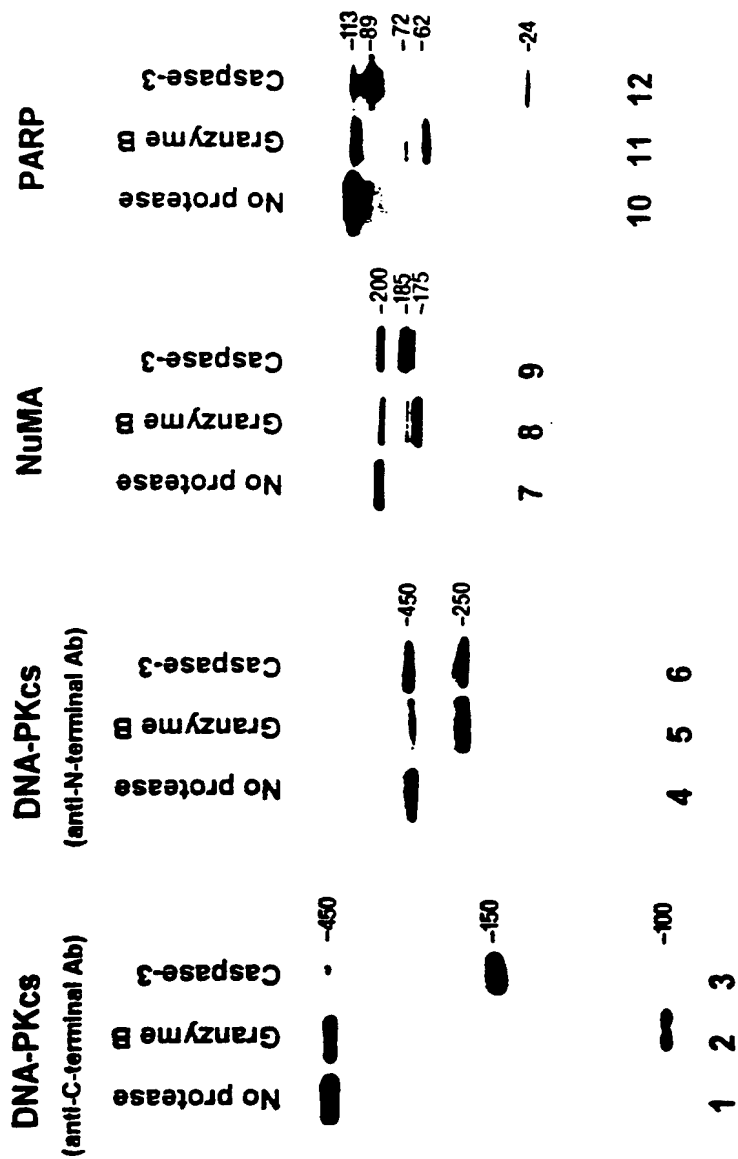 DNA-PKcs
(anti-C-terminal Ab)
No protease
Granzyme B
Caspase-3
-450
-150
-100
1 2 3
DNA-PKcs
(anti-N-terminal Ab)
No protease
Granzyme B
Caspase-3
-450
-250
4 5 6
NuMA
No protease
Granzyme B
Caspase-3
-200
-185
-175
7 8 9
PARP
No protease
Granzyme B
Caspase-3
-113
-89
-72
-62
-24
10 11 12